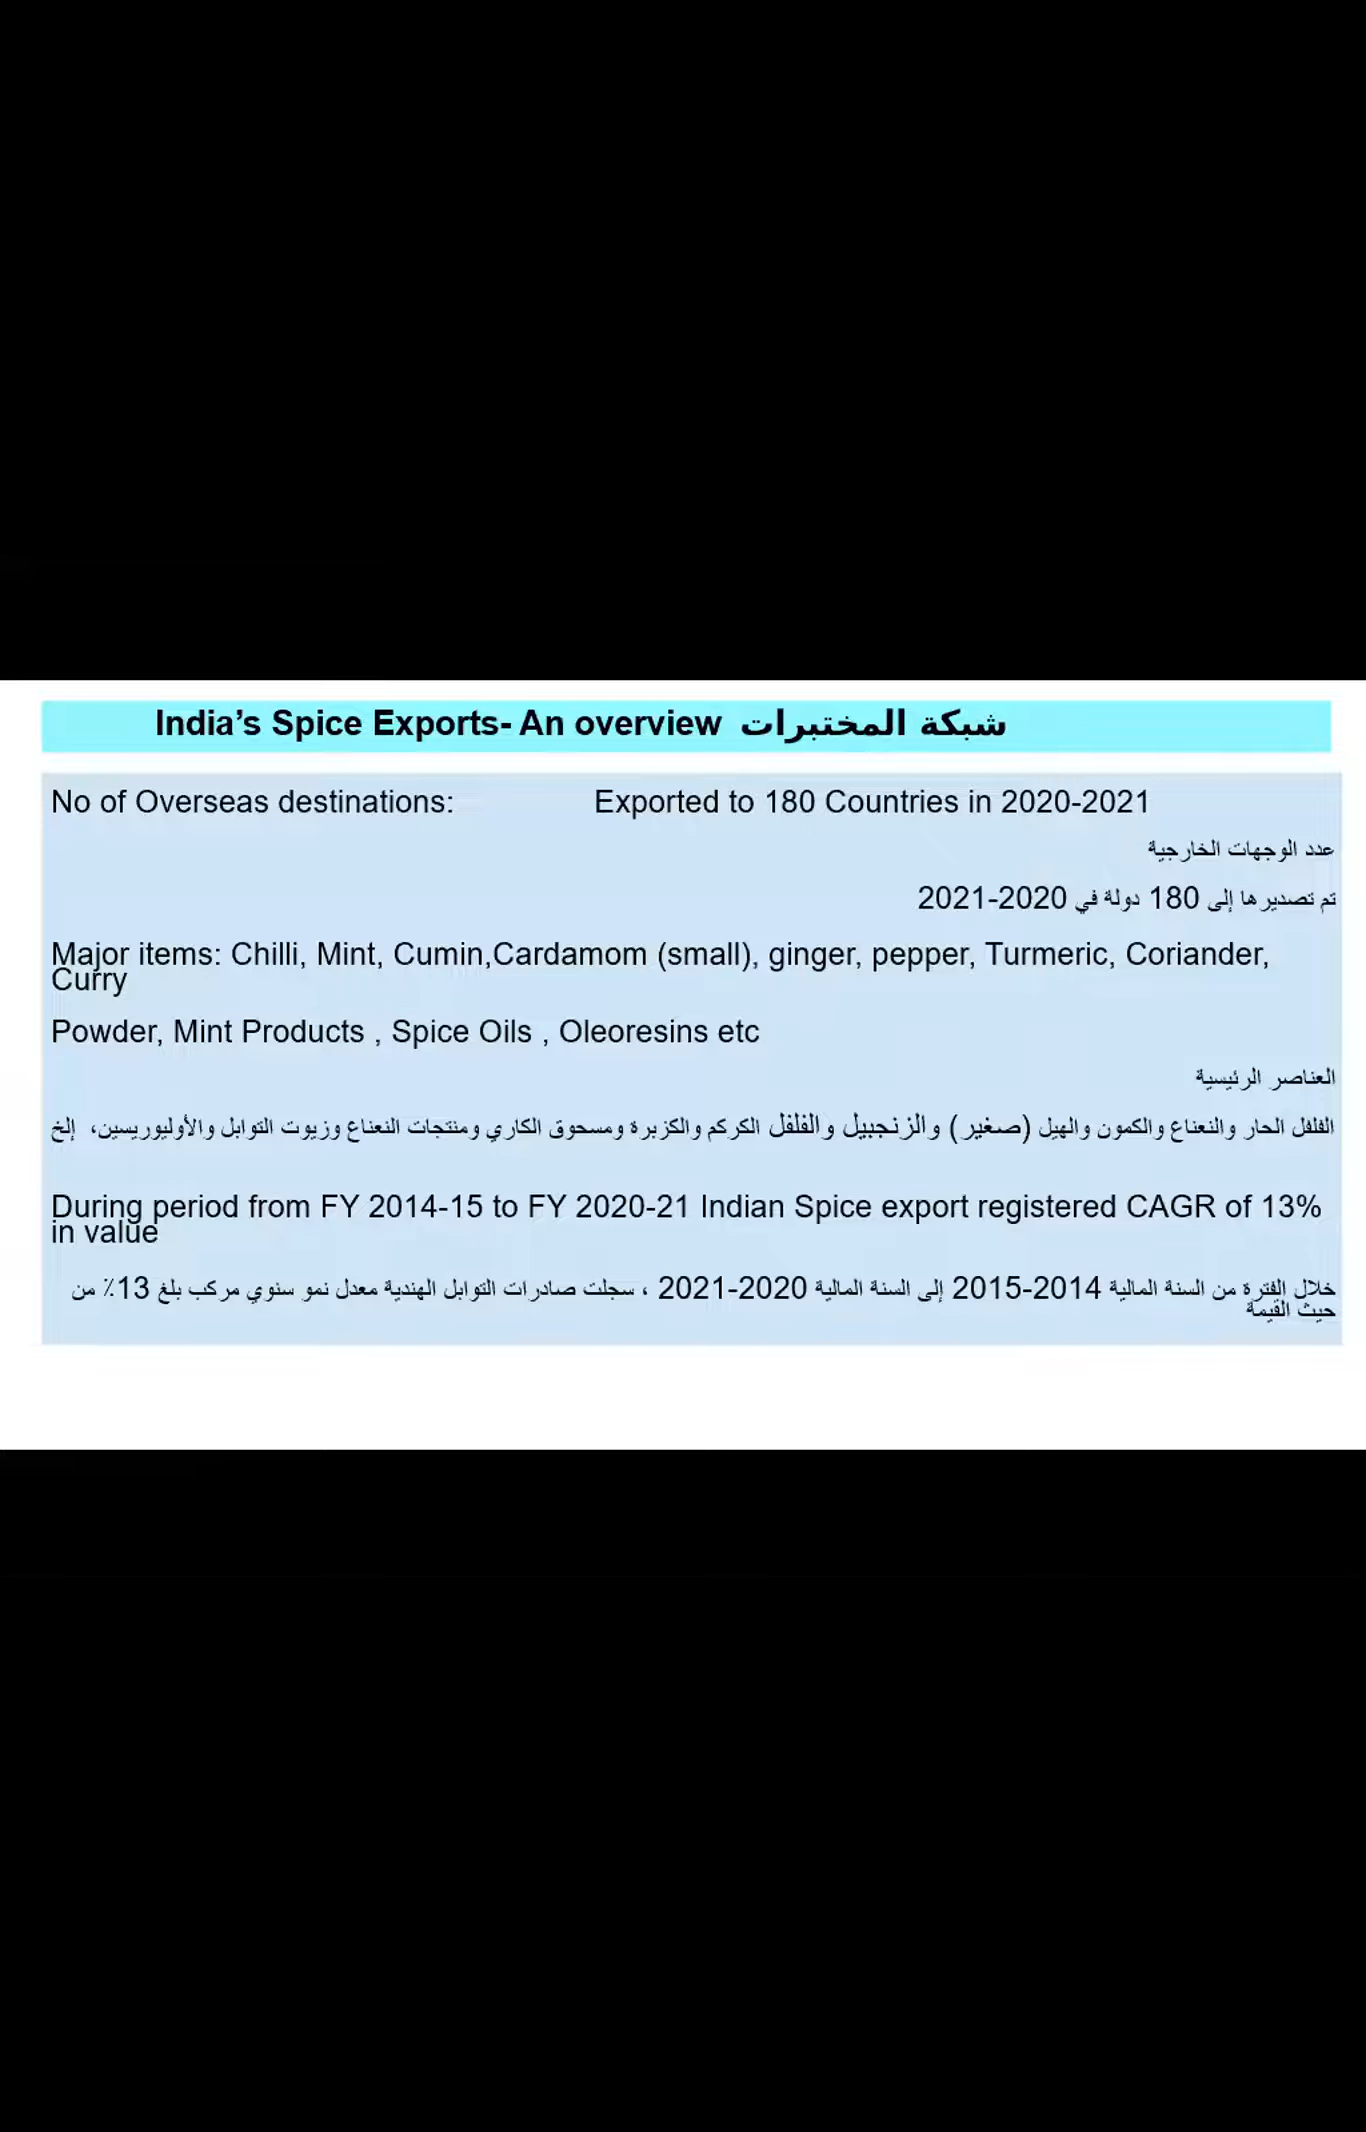 India’s Spice Exports- An overview شبكة المختبرات
No of Overseas destinations: Exported to 180 Countries in 2020-2021
عدد الوجهات الخارجية
تم تصديرها إلى 180 دولة في 2020-2021
Major items: Chilli, Mint, Cumin,Cardamom (small), ginger, pepper, Turmeric, Coriander,
Curry
Powder, Mint Products , Spice Oils , Oleoresins etc
العناصر الرئيسية
الفلفل الحار والنعناع والكمون والهيل (صغير) والزنجبيل والفلفل الكركم والكزبرة ومسحوق الكاري ومنتجات النعناع وزيوت التوابل والأوليوريسين، إلخ
During period from FY 2014-15 to FY 2020-21 Indian Spice export registered CAGR of 13%
in value
خلال الفترة من السنة المالية 2014-2015 إلى السنة المالية 2020-2021 ، سجلت صادرات التوابل الهندية معدل نمو سنوي مركب بلغ 13٪ من
حيث القيمة